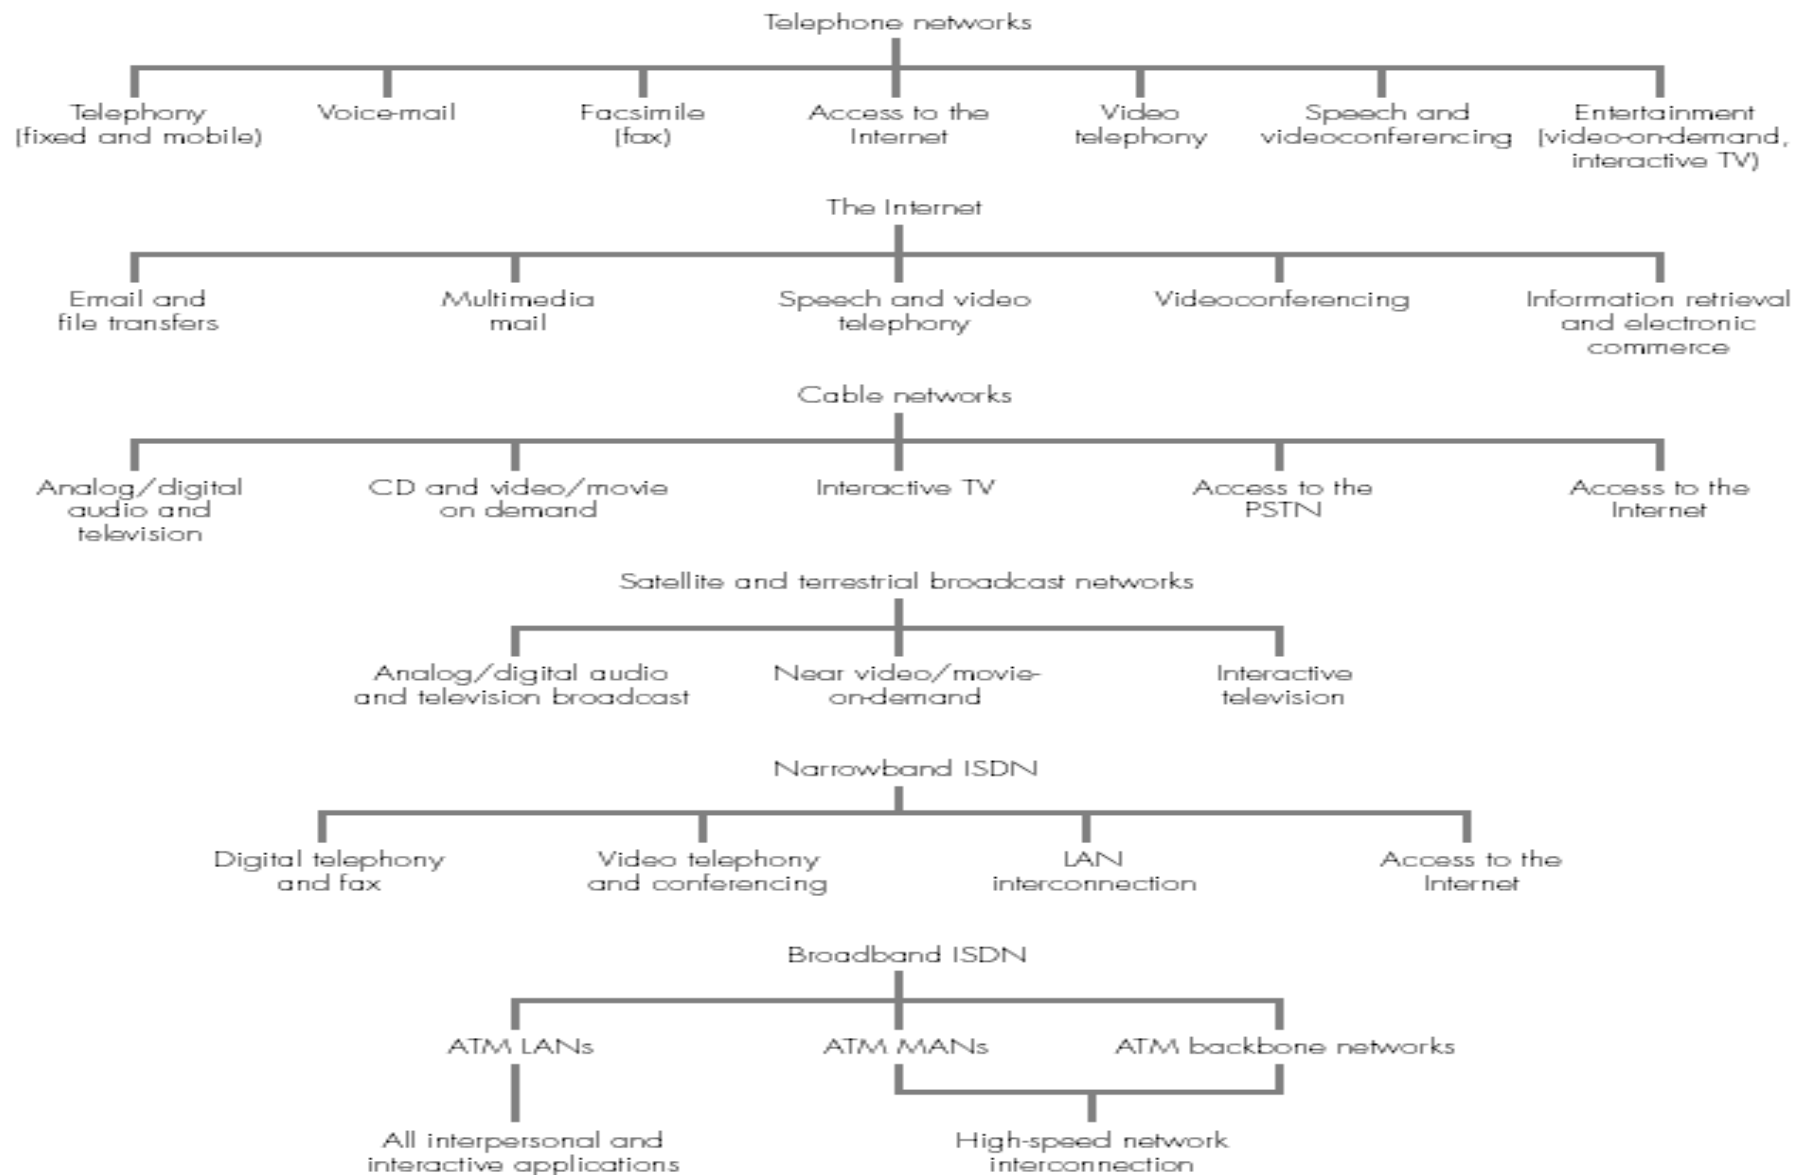 Telephone networks
Telephony
(fixed and mobile)
Voice-mail
Facsimile
(fax)
Access to the
Internet
Video
telephony
Speech and
videoconferencing
Entertainment
(video-on-demand,
interactive TV)
The Internet
Email and
file transfers
Multimedia
mail
Speech and video
telephony
Videoconferencing
Information retrieval
and electronic
commerce
Cable networks
Analog/digital
audio and
television
CD and video/movie
on demand
Interactive TV
Access to the
PSTN
Access to the
Internet
Satellite and terrestrial broadcast networks
Analog/digital audio
and television broadcast
Near video/movie-
on-demand
Interactive
television
Narrowband ISDN
Digital telephony
and fax
Video telephony
and conferencing
LAN
interconnection
Access to the
Internet
Broadband ISDN
ATM LANs
ATM MANs
ATM backbone networks
All interpersonal and
interactive applications
High-speed network
interconnection